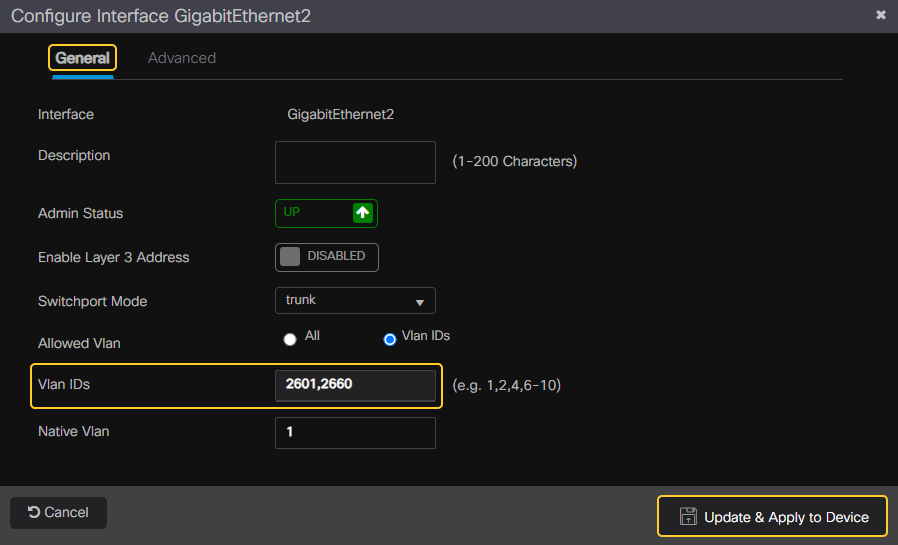 Configure Interface GigabitEthernet2
General Advanced
Interface GigabitEthernet2
Description (1-200 Characters)
Admin Status UP
Enable Layer 3 Address DISABLED
Switchport Mode trunk
Allowed Vlan All Vlan IDs
Vlan IDs 2601,2660 (e.g. 1,2,4,6-10)
Native Vlan 1
Cancel Update & Apply to Device